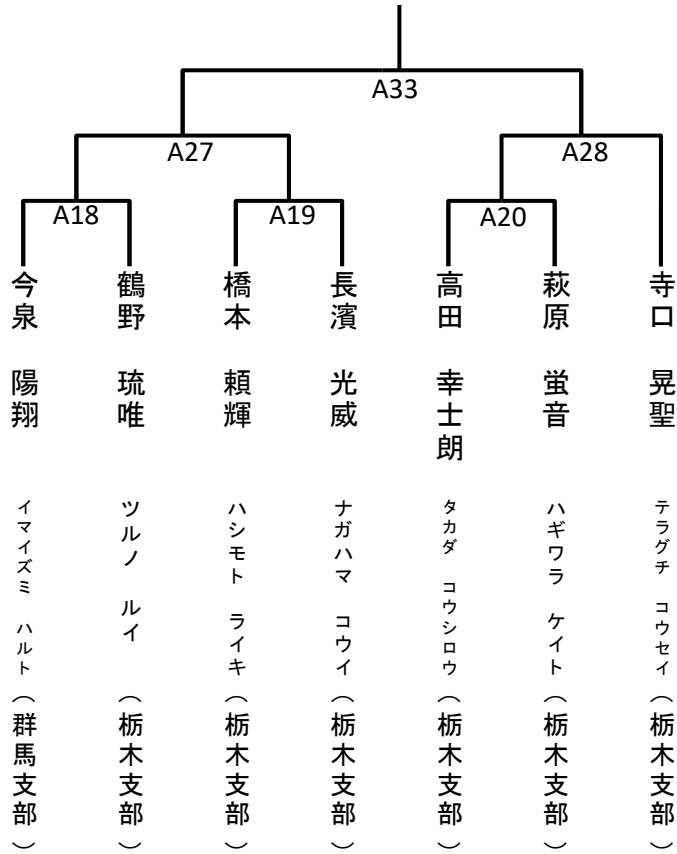 A33
A27
A28
A18
A19
A20
今泉 陽翔
イマイズミ ハルト
(群馬支部)
鶴野 琉唯
ツルノ ルイ
(栃木支部)
橋本 頼輝
ハシモト ライキ
(栃木支部)
長濱 光威
ナガハマ コウイ
(栃木支部)
高田 幸士朗
タカダ コウシロウ
(栃木支部)
萩原 蛍音
ハギワラ ケイト
(栃木支部)
寺口 晃聖
テラグチ コウセイ
(栃木支部)